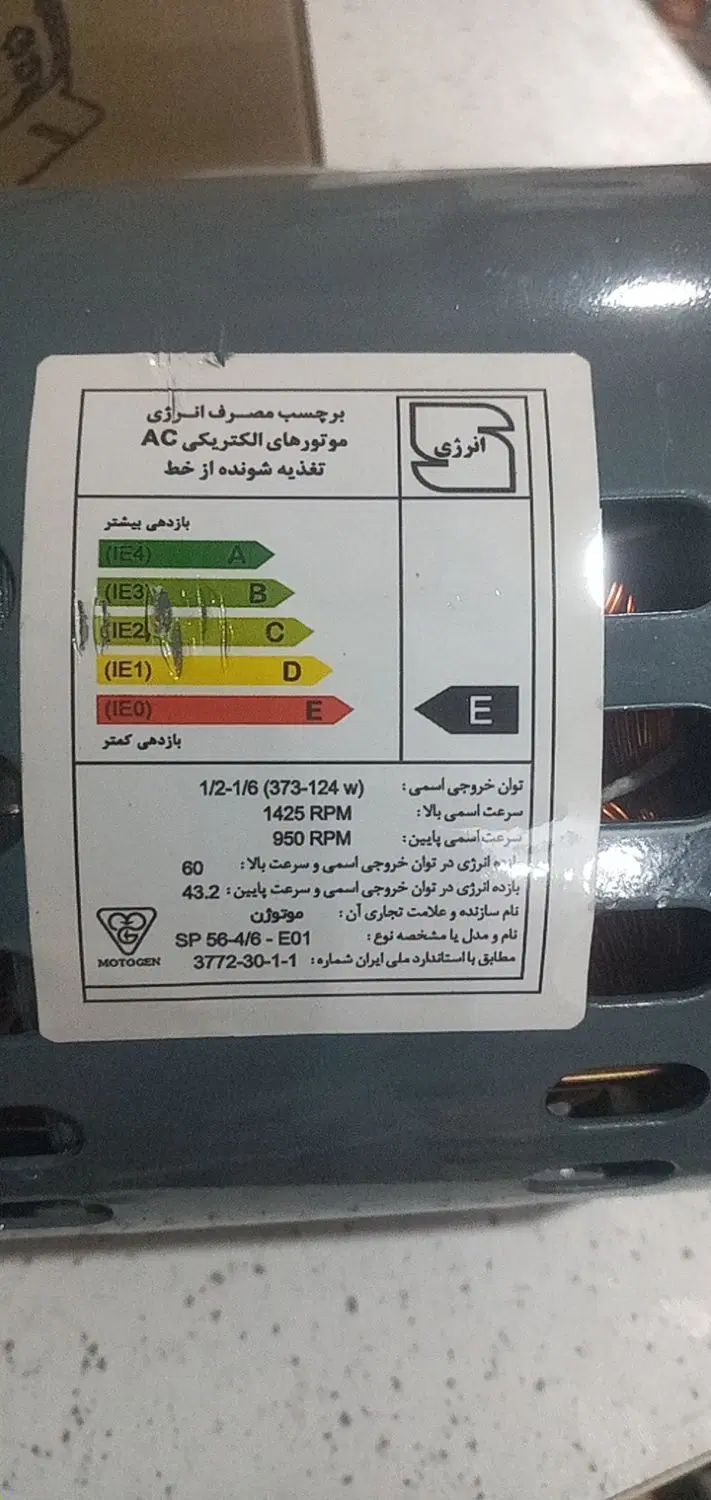 برچسب مصرف انرژی
موتورهای الکتریکی AC
تغذیه شونده از خط
انرژی
بازدهی بیشتر
(IE4) A
(IE3) B
(IE2) C
(IE1) D
(IE0) E
E
بازدهی کمتر
توان خروجی اسمی: 1/2-1/6 (373-124 w)
سرعت اسمی بالا: 1425 RPM
سرعت اسمی پایین: 950 RPM
بازده انرژی در توان خروجی اسمی و سرعت بالا: 60
بازده انرژی در توان خروجی اسمی و سرعت پایین: 43.2
نام سازنده و علامت تجاری آن: موتوژن
نام و مدل یا مشخصه نوع: SP 56-4/6 - E01
مطابق با استاندارد ملی ایران شماره: 3772-30-1-1
MOTOGEN